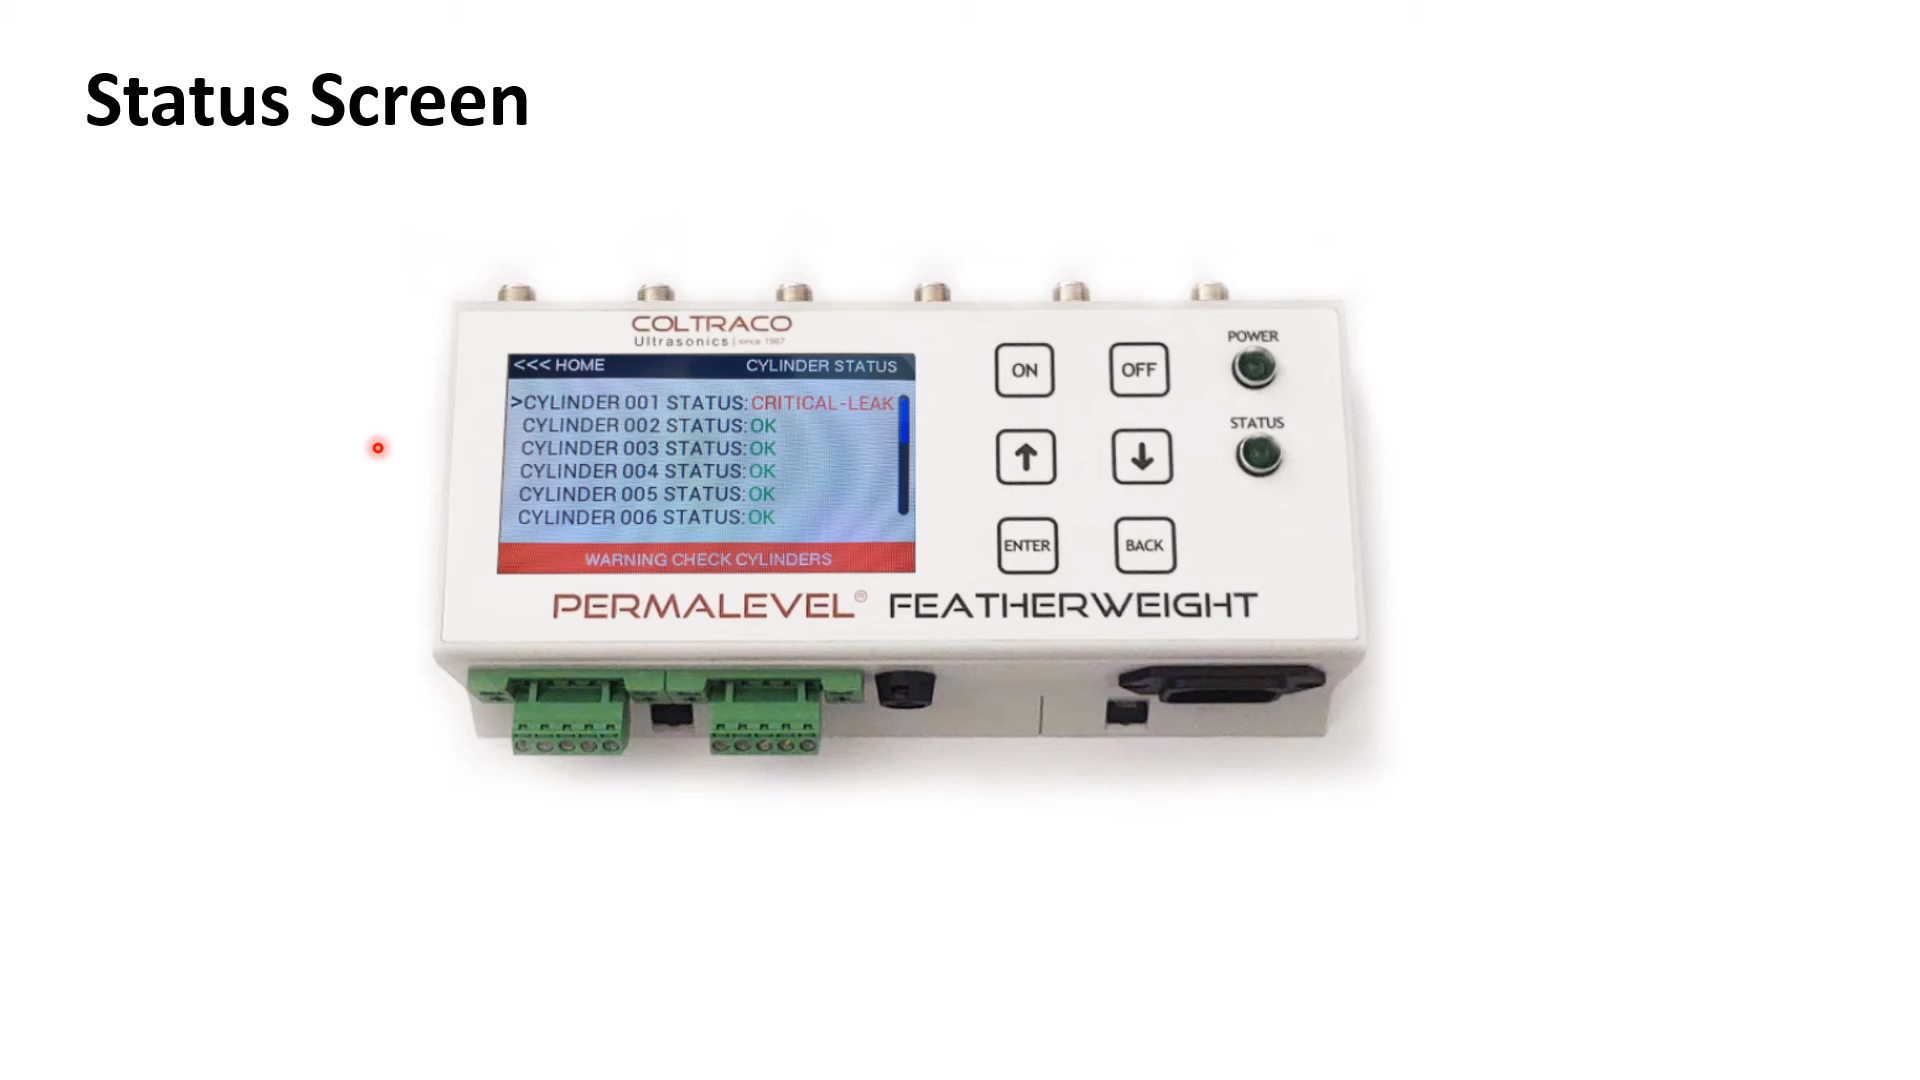 Status Screen
COLTRACO
Ultrasonics | since 1987
<<< HOME CYLINDER STATUS
>CYLINDER 001 STATUS: CRITICAL-LEAK
CYLINDER 002 STATUS: OK
CYLINDER 003 STATUS: OK
CYLINDER 004 STATUS: OK
CYLINDER 005 STATUS: OK
CYLINDER 006 STATUS: OK
WARNING CHECK CYLINDERS
ON OFF
POWER
STATUS
ENTER BACK
PERMALEVEL® FEATHERWEIGHT